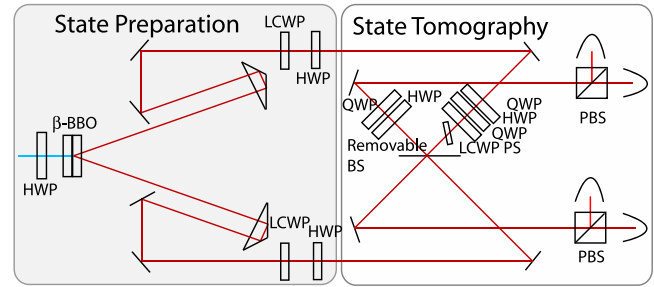 State Preparation
LCWP
HWP
β-BBO
HWP
LCWP
HWP
State Tomography
QWP
HWP
QWP
HWP
QWP
LCWP PS
Removable
BS
PBS
PBS